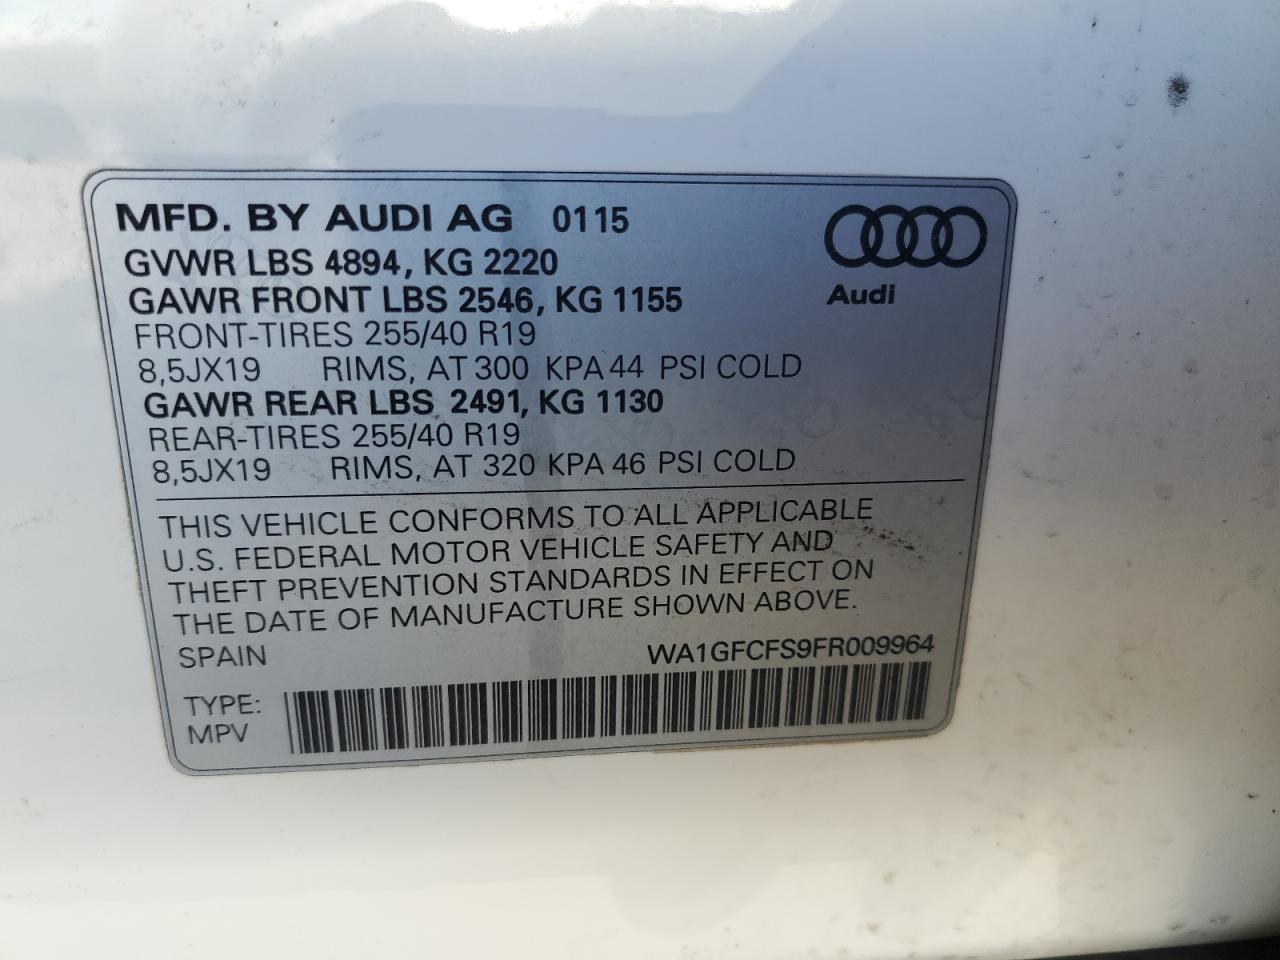 MFD. BY AUDI AG 0115
GVWR LBS 4894, KG 2220
GAWR FRONT LBS 2546, KG 1155
Audi
FRONT-TIRES 255/40 R19
8,5JX19 RIMS, AT 300 KPA 44 PSI COLD
GAWR REAR LBS 2491, KG 1130
REAR-TIRES 255/40 R19
8,5JX19 RIMS, AT 320 KPA 46 PSI COLD
THIS VEHICLE CONFORMS TO ALL APPLICABLE
U.S. FEDERAL MOTOR VEHICLE SAFETY AND
THEFT PREVENTION STANDARDS IN EFFECT ON
THE DATE OF MANUFACTURE SHOWN ABOVE.
SPAIN WA1GFCFS9FR009964
TYPE:
MPV